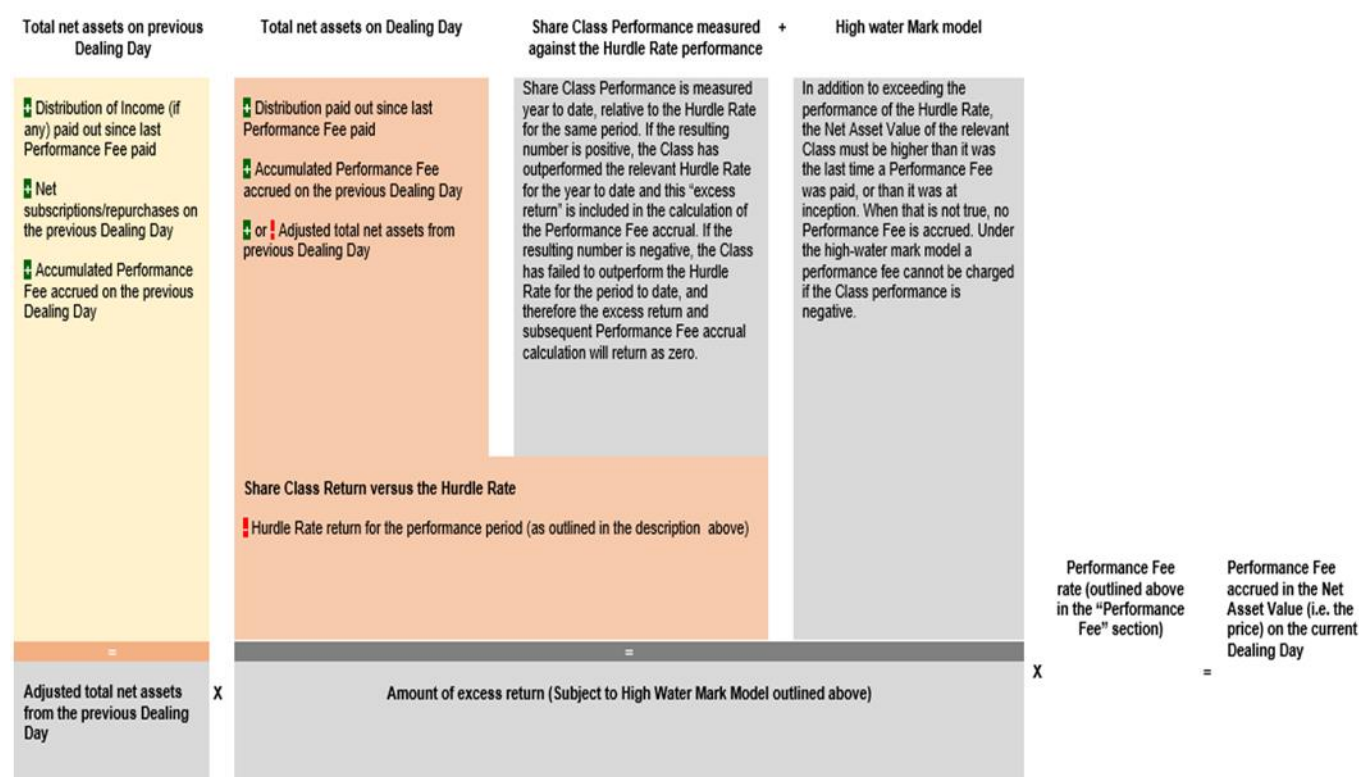 Total net assets on previous
Dealing Day
+ Distribution of Income (if
any) paid out since last
Performance Fee paid
+ Net
subscriptions/repurchases on
the previous Dealing Day
+ Accumulated Performance
Fee accrued on the previous
Dealing Day
=
Adjusted total net assets
from the previous Dealing
Day
X
Total net assets on Dealing Day
+ Distribution paid out since last
Performance Fee paid
+ Accumulated Performance Fee
accrued on the previous Dealing Day
+ or ! Adjusted total net assets from
previous Dealing Day
Share Class Performance measured
against the Hurdle Rate performance
Share Class Performance is measured
year to date, relative to the Hurdle Rate
for the same period. If the resulting
number is positive, the Class has
outperformed the relevant Hurdle Rate
for the year to date and this “excess
return” is included in the calculation of
the Performance Fee accrual. If the
resulting number is negative, the Class
has failed to outperform the Hurdle
Rate for the period to date, and
therefore the excess return and
subsequent Performance Fee accrual
calculation will return as zero.
+
High water Mark model
In addition to exceeding the
performance of the Hurdle Rate,
the Net Asset Value of the relevant
Class must be higher than it was
the last time a Performance Fee
was paid, or than it was at
inception. When that is not true, no
Performance Fee is accrued. Under
the high-water mark model a
performance fee cannot be charged
if the Class performance is
negative.
Share Class Return versus the Hurdle Rate
! Hurdle Rate return for the performance period (as outlined in the description above)
=
Amount of excess return (Subject to High Water Mark Model outlined above)
X
Performance Fee
rate (outlined above
in the “Performance
Fee” section)
=
Performance Fee
accrued in the Net
Asset Value (i.e. the
price) on the current
Dealing Day